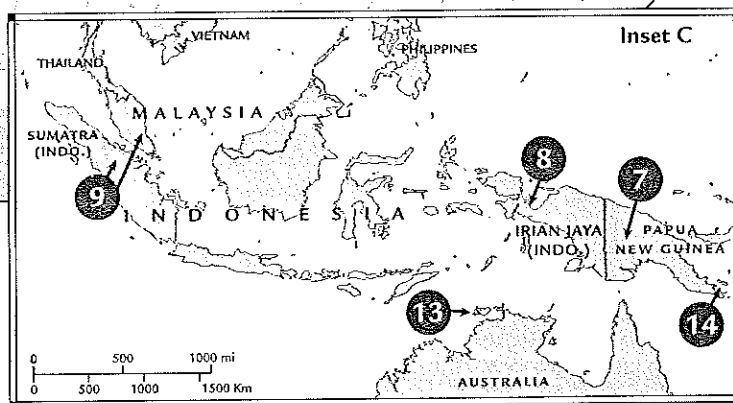 Inset C
VIETNAM
PHILIPPINES
THAILAND
MALAYSIA
SUMATRA
(INDO.)
8
7
9
INDONESIA
IRIAN JAYA
(INDO.)
PAPUA
NEW GUINEA
13
14
0 500 1000 mi
0 500 1000 1500 Km
AUSTRALIA